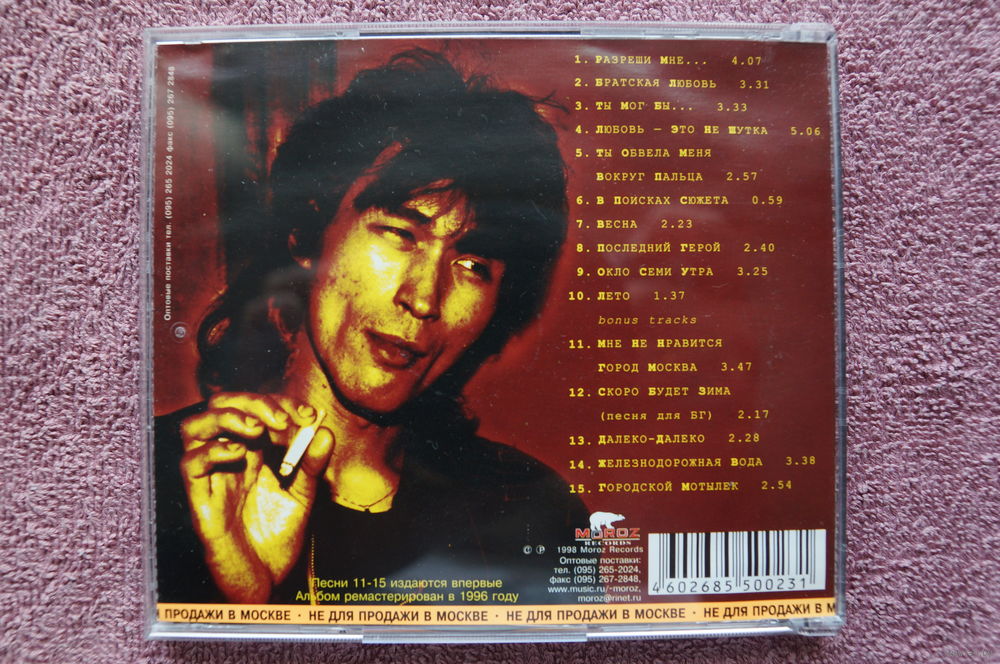 Оптовые поставки тел. (095) 265 2024 факс (095) 267 2848
1. РАЗРЕШИ МНЕ... 4.07
2. БРАТСКАЯ ЛЮБОВЬ 3.31
3. ТЫ МОГ БЫ... 3.33
4. ЛЮБОВЬ – ЭТО НЕ ШУТКА 5.06
5. ТЫ ОБВЕЛА МЕНЯ
ВОКРУГ ПАЛЬЦА 2.57
6. В ПОИСКАХ СЮЖЕТА 0.59
7. ВЕСНА 2.23
8. ПОСЛЕДНИЙ ГЕРОЙ 2.40
9. ОКЛО СЕМИ УТРА 3.25
10. ЛЕТО 1.37
bonus tracks
11. МНЕ НЕ НРАВИТСЯ
ГОРОД МОСКВА 3.47
12. СКОРО БУДЕТ ЗИМА
(песня для БГ) 2.17
13. ДАЛЕКО-ДАЛЕКО 2.28
14. ЖЕЛЕЗНОДОРОЖНАЯ ВОДА 3.38
15. ГОРОДСКОЙ МОТЫЛЕК 2.54
MOROZ
RECORDS
© ℗ 1998 Moroz Records
Оптовые поставки:
тел. (095) 265-2024,
факс (095) 267-2848,
www.music.ru/-moroz,
moroz@rinet.ru
4 602685 500231
Песни 11-15 издаются впервые
Альбом ремастерирован в 1996 году
ПРОДАЖИ В МОСКВЕ · НЕ ДЛЯ ПРОДАЖИ В МОСКВЕ · НЕ ДЛЯ ПРОДАЖИ В МОСКВЕ · НЕ ДЛЯ ПРОДАЖИ В М